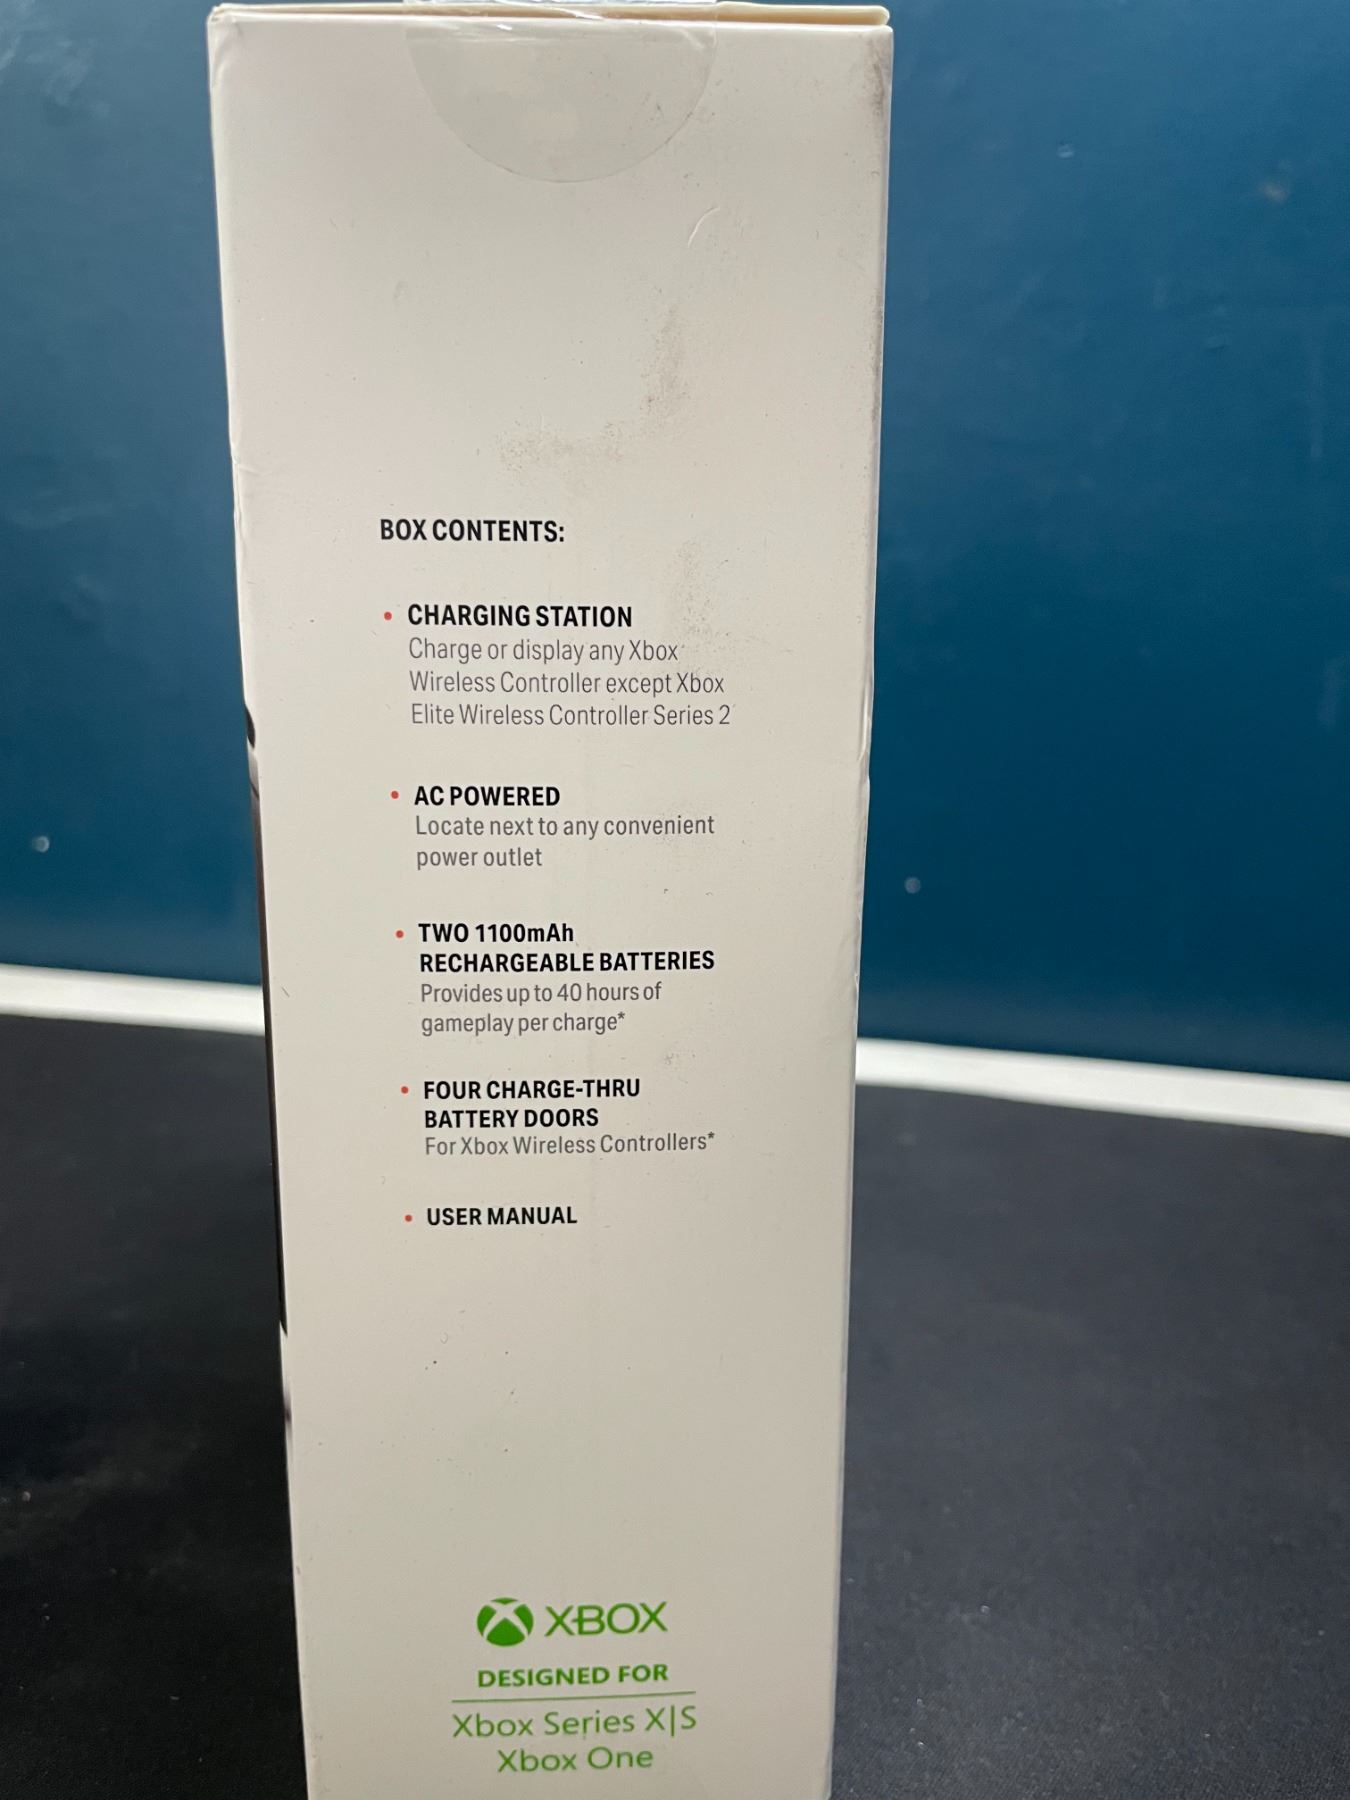 BOX CONTENTS:
• CHARGING STATION
Charge or display any Xbox
Wireless Controller except Xbox
Elite Wireless Controller Series 2
• AC POWERED
Locate next to any convenient
power outlet
• TWO 1100mAh
RECHARGEABLE BATTERIES
Provides up to 40 hours of
gameplay per charge*
• FOUR CHARGE-THRU
BATTERY DOORS
For Xbox Wireless Controllers*
• USER MANUAL
XBOX
DESIGNED FOR
Xbox Series X|S
Xbox One